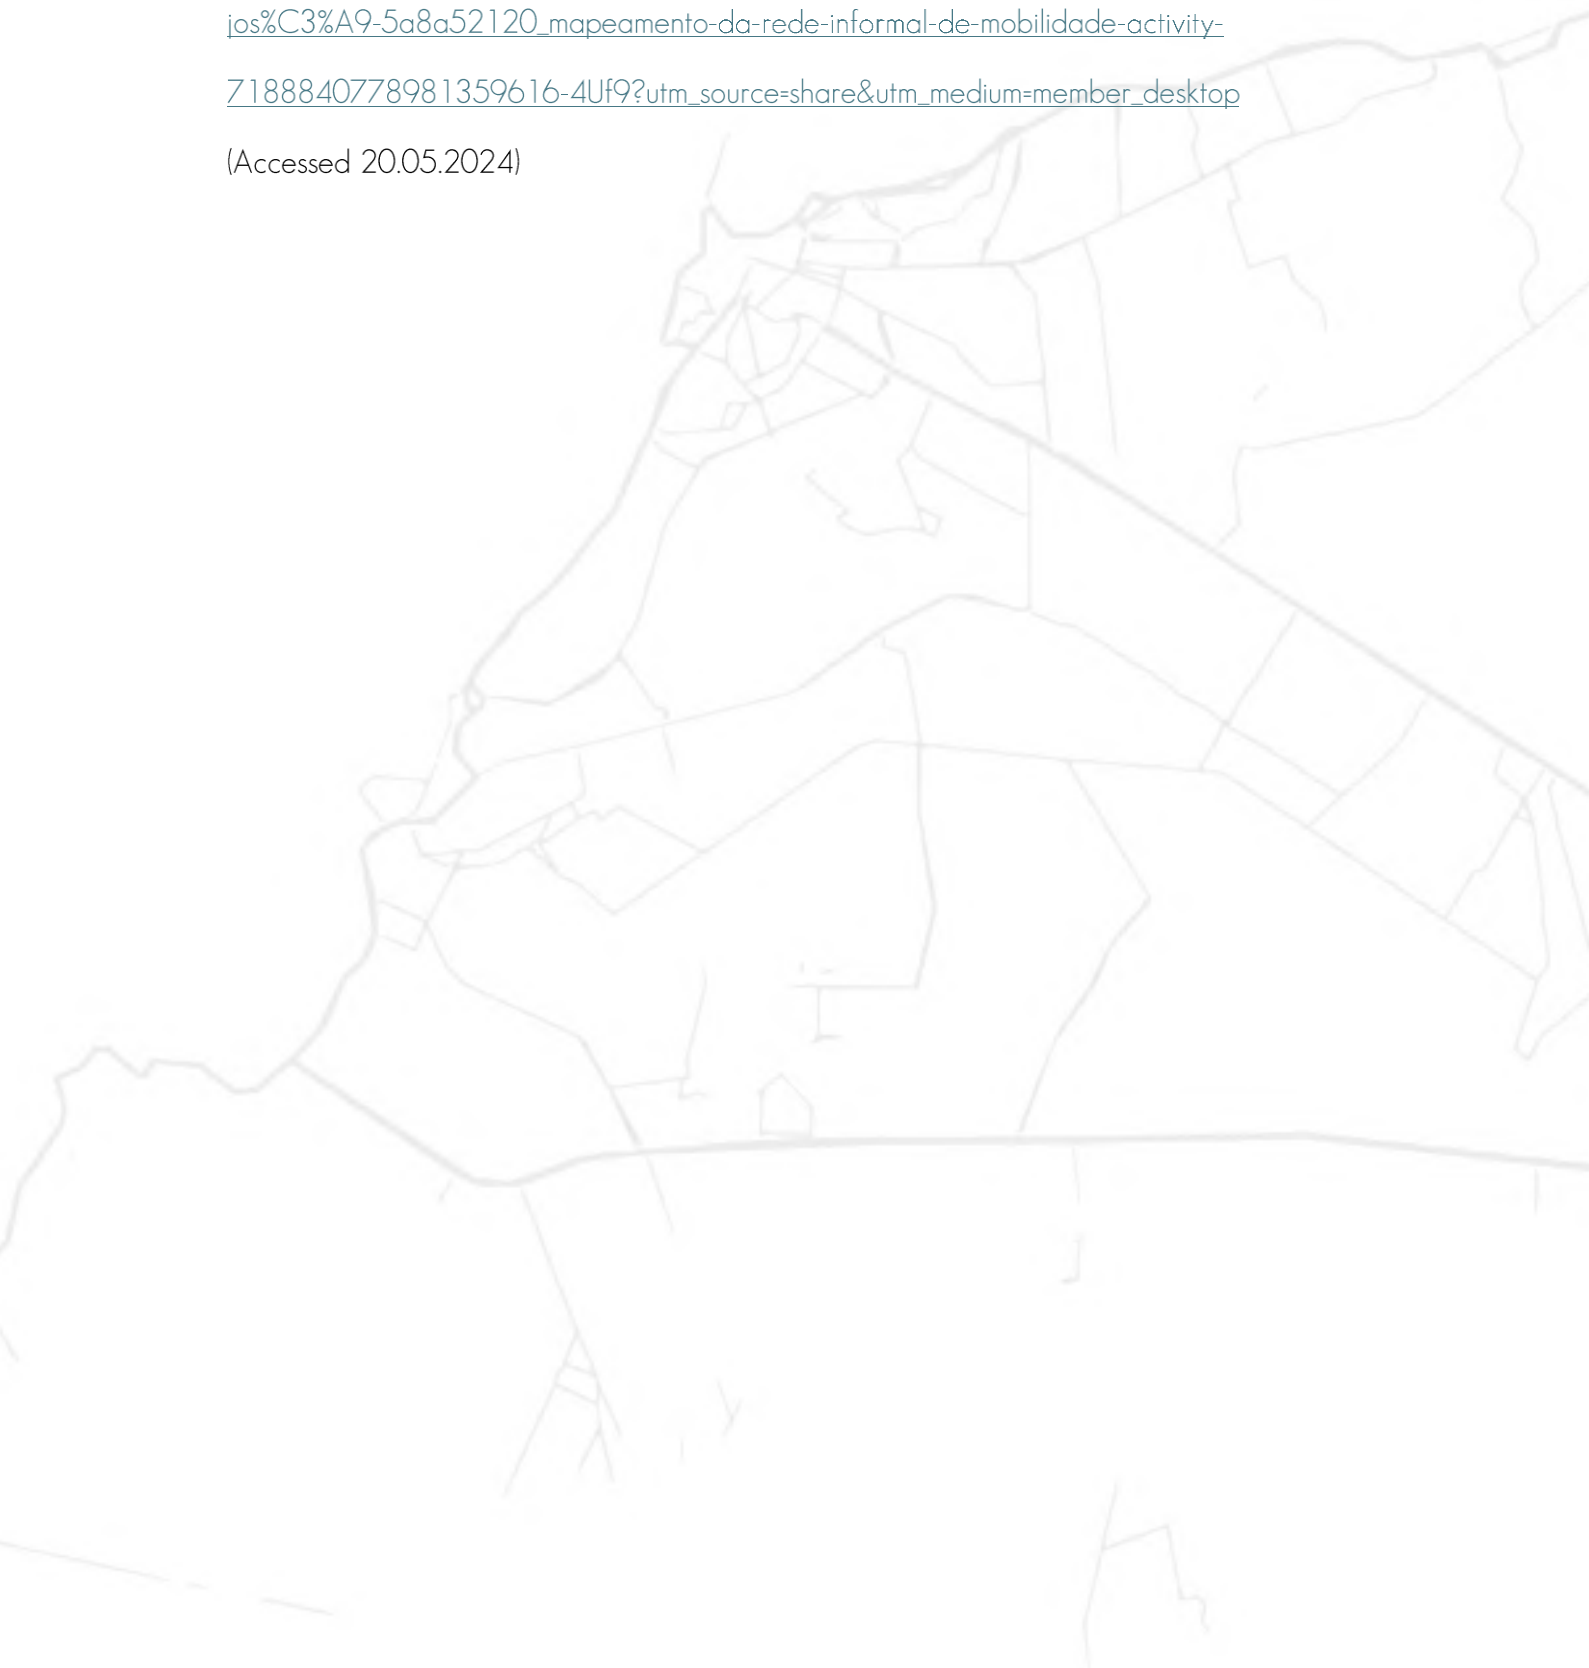 jos%C3%A9-5a8a52120_mapeamento-da-rede-informal-de-mobilidade-activity-
7188840778981359616-4Uf9?utm_source=share&utm_medium=member_desktop
(Accessed 20.05.2024)